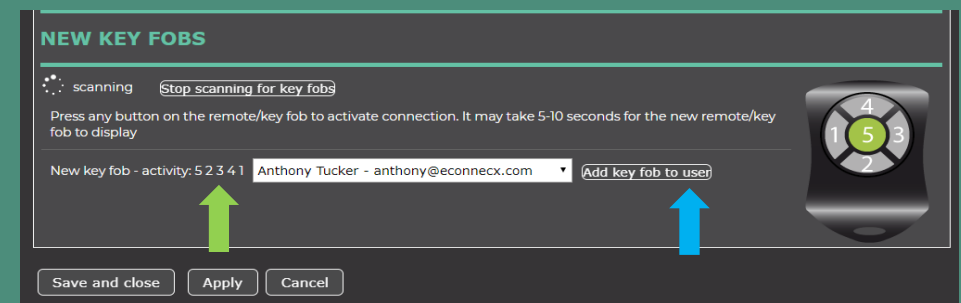 NEW KEY FOBS
scanning Stop scanning for key fobs
Press any button on the remote/key fob to activate connection. It may take 5-10 seconds for the new remote/key
fob to display
New key fob - activity: 5 2 3 4 1 Anthony Tucker - anthony@econnecx.com Add key fob to user
4
1 5 3
2
Save and close Apply Cancel